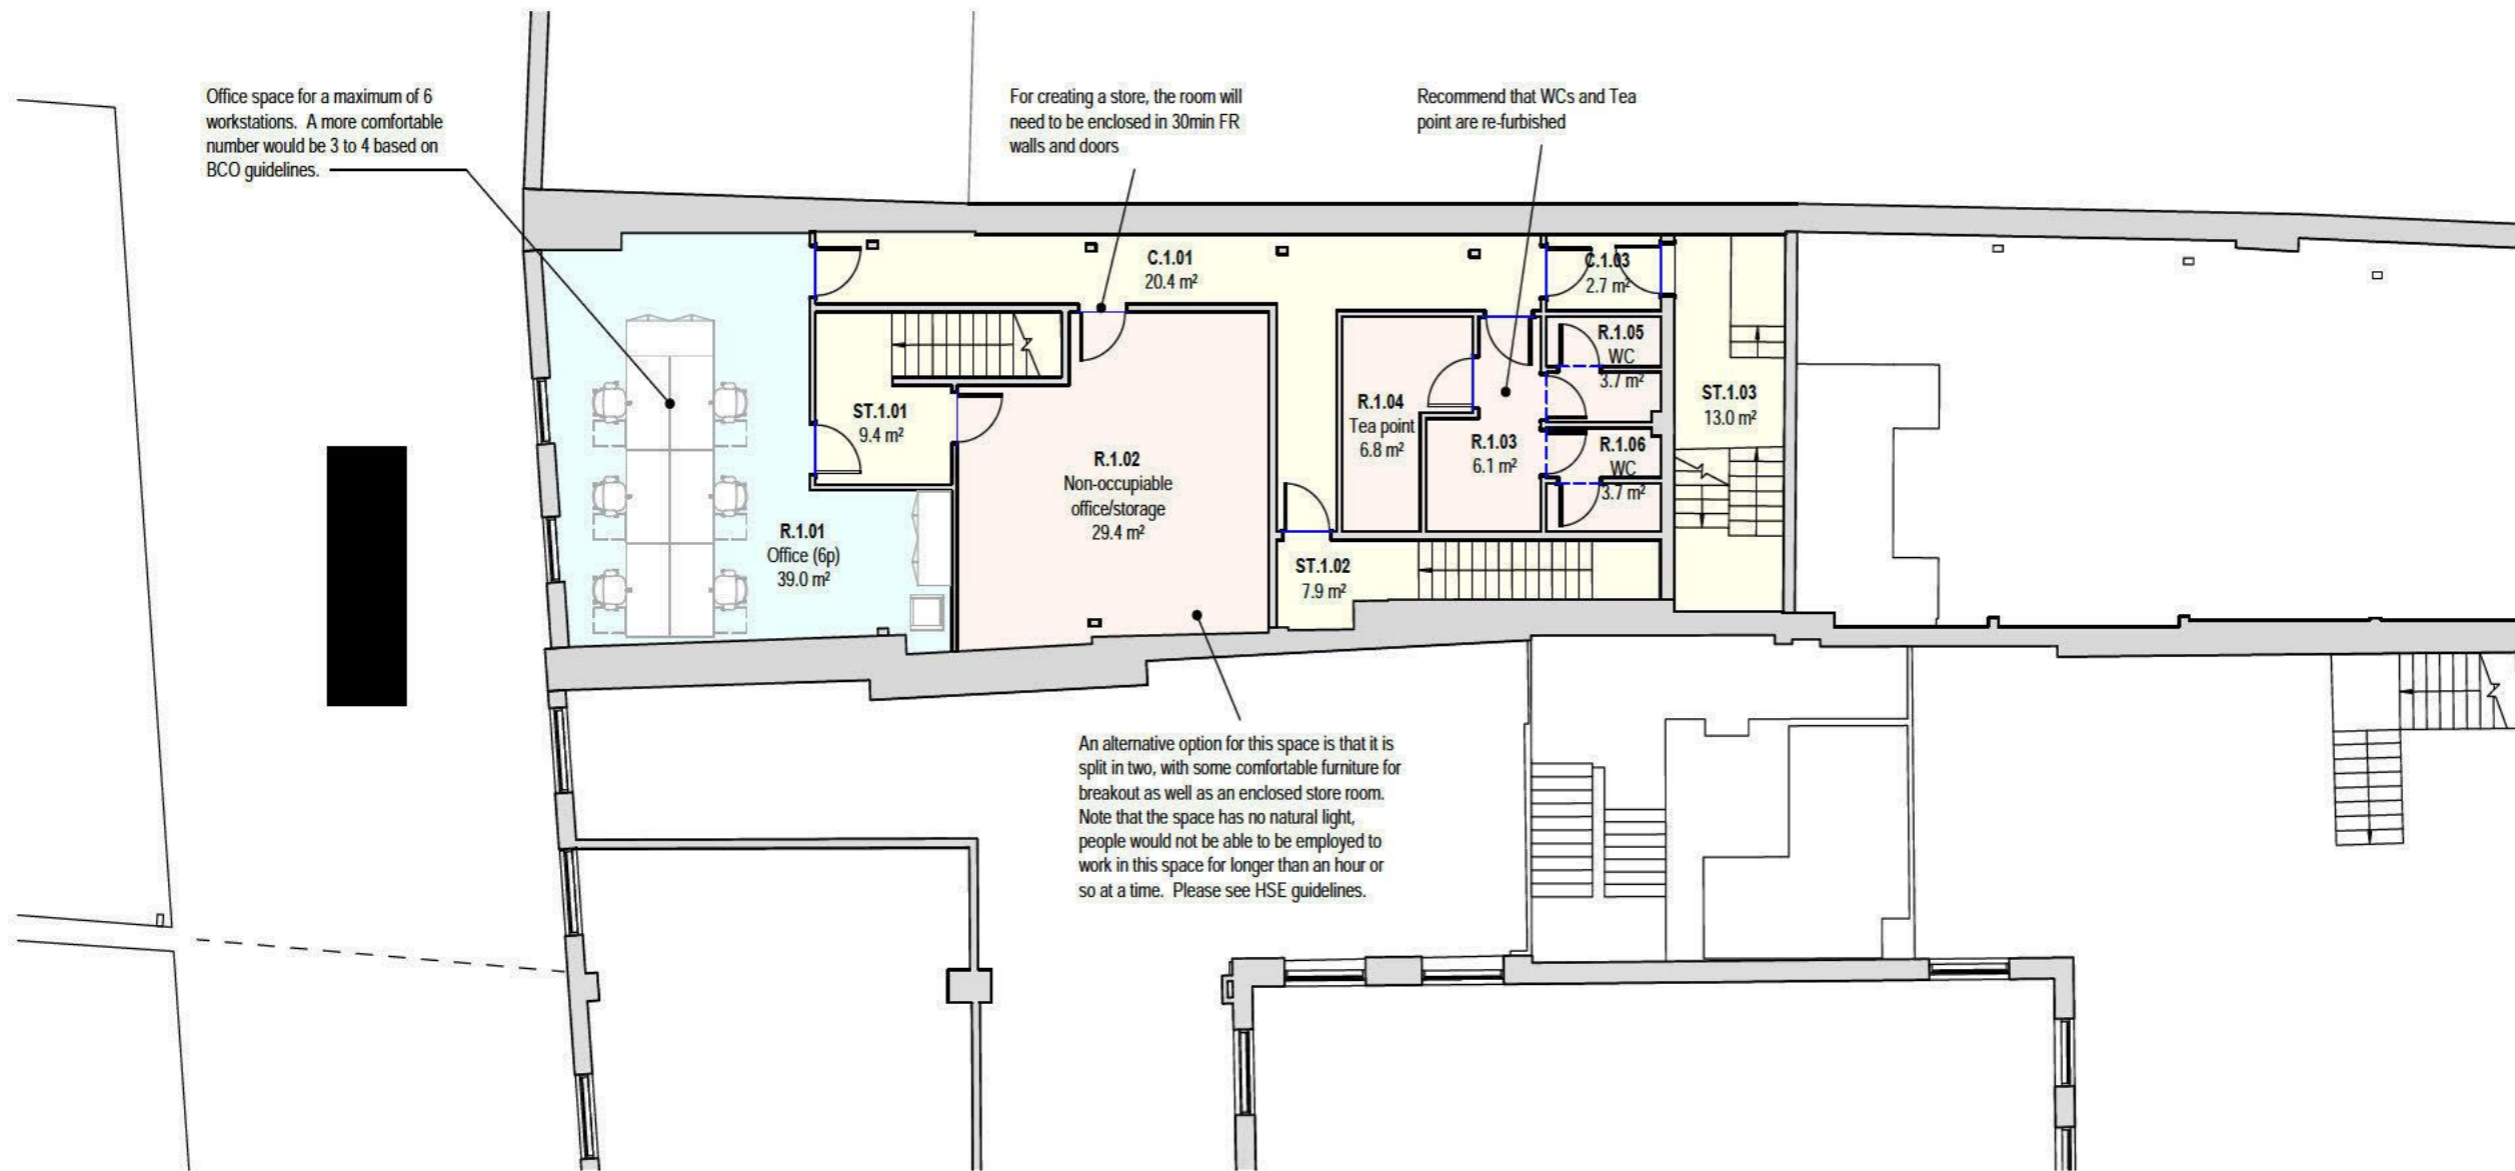 Office space for a maximum of 6
workstations. A more comfortable
number would be 3 to 4 based on
BCO guidelines.
For creating a store, the room will
need to be enclosed in 30min FR
walls and doors
Recommend that WCs and Tea
point are re-furbished
C.1.01
20.4 m²
C.1.03
2.7 m²
R.1.05
WC
3.7 m²
ST.1.03
13.0 m²
ST.1.01
9.4 m²
R.1.04
Tea point
6.8 m²
R.1.03
6.1 m²
R.1.06
WC
3.7 m²
R.1.02
Non-occupiable
office/storage
29.4 m²
R.1.01
Office (6p)
39.0 m²
ST.1.02
7.9 m²
An alternative option for this space is that it is
split in two, with some comfortable furniture for
breakout as well as an enclosed store room.
Note that the space has no natural light,
people would not be able to be employed to
work in this space for longer than an hour or
so at a time. Please see HSE guidelines.